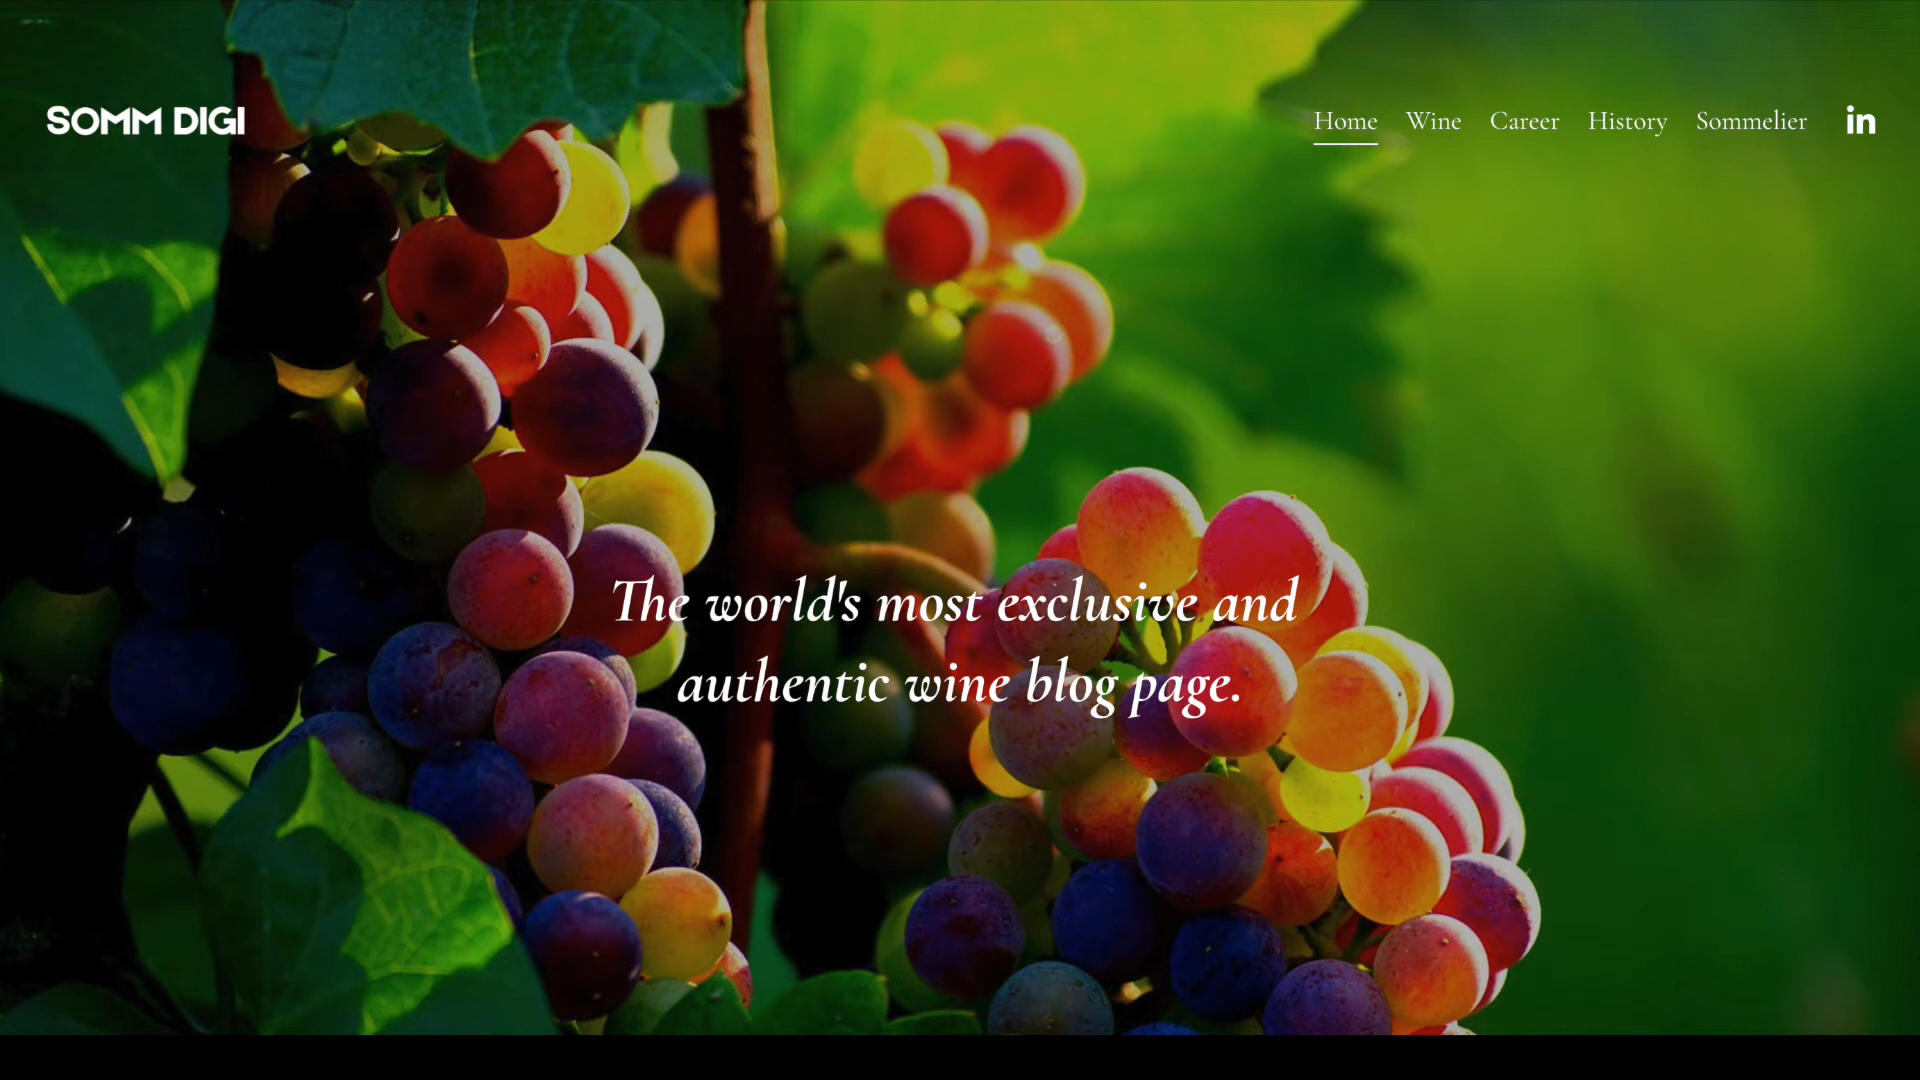 SOMM DIGI
Home Wine Career History Sommelier in
The world's most exclusive and
authentic wine blog page.